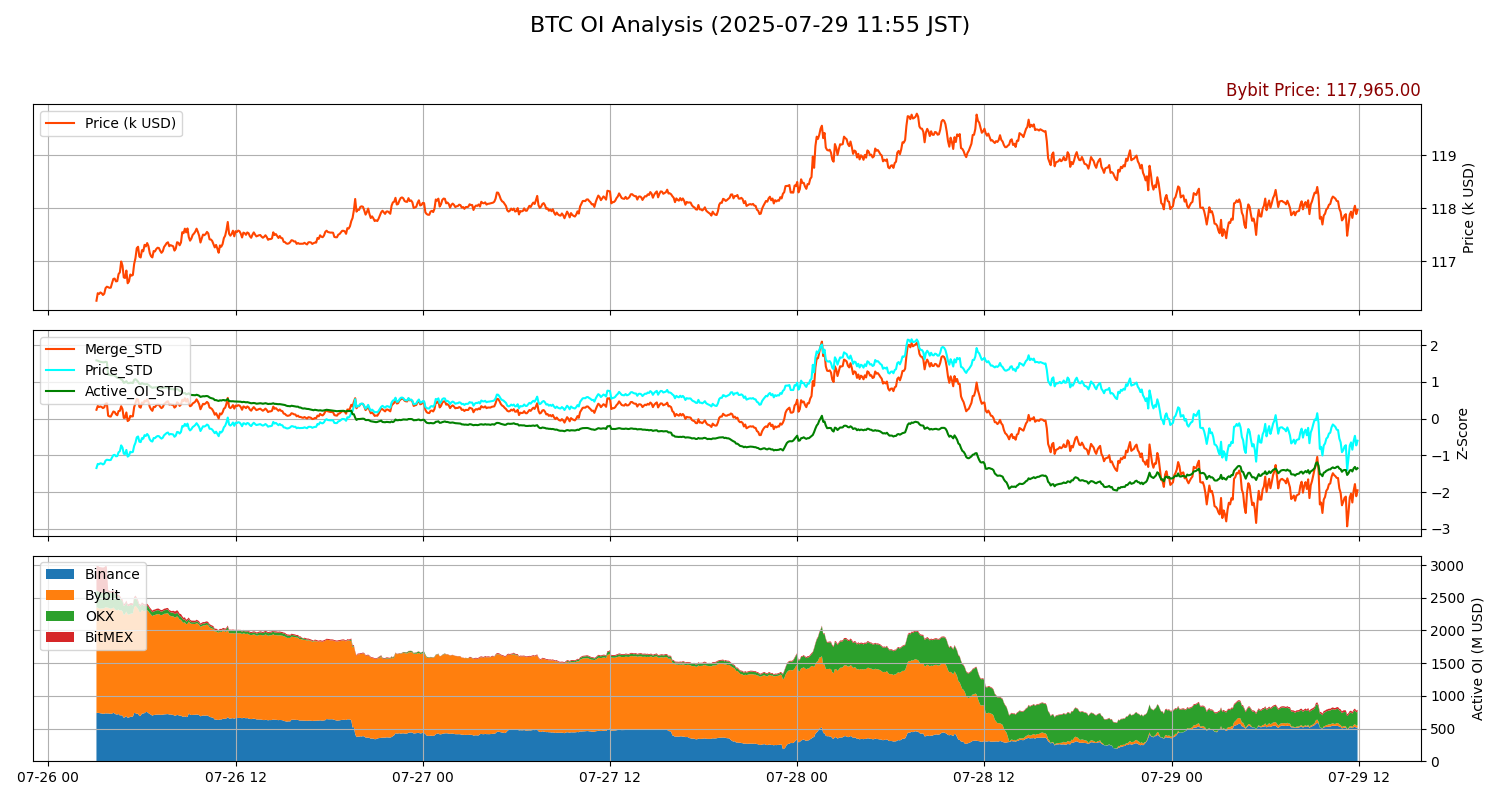 BTC OI Analysis (2025-07-29 11:55 JST)
Bybit Price: 117,965.00
Price (k USD)
119
118
117
Price (k USD)
Merge_STD
Price_STD
Active_OI_STD
2
1
0
−1
−2
−3
Z-Score
Binance
Bybit
OKX
BitMEX
3000
2500
2000
1500
1000
500
0
Active OI (M USD)
07-26 00
07-26 12
07-27 00
07-27 12
07-28 00
07-28 12
07-29 00
07-29 12